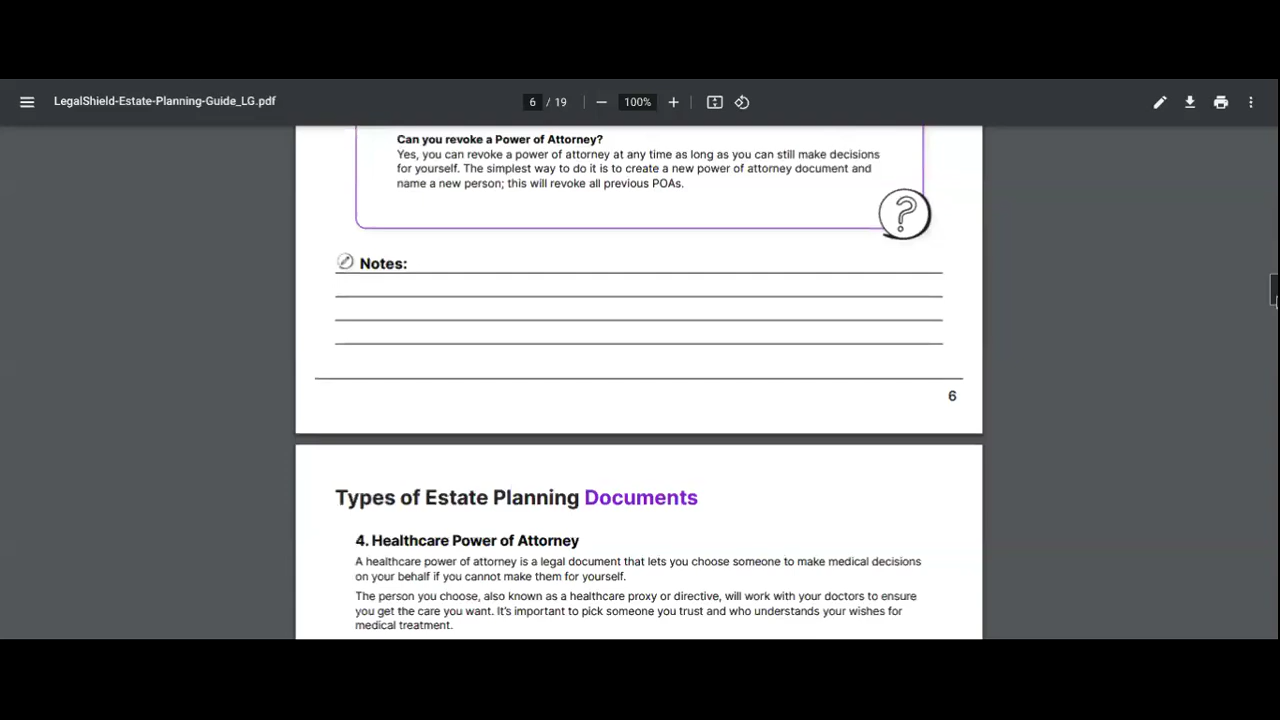 LegalShield-Estate-Planning-Guide_LG.pdf
6 / 19
100%
Can you revoke a Power of Attorney?
Yes, you can revoke a power of attorney at any time as long as you can still make decisions
for yourself. The simplest way to do it is to create a new power of attorney document and
name a new person; this will revoke all previous POAs.
?
Notes:
6
Types of Estate Planning Documents
4. Healthcare Power of Attorney
A healthcare power of attorney is a legal document that lets you choose someone to make medical decisions
on your behalf if you cannot make them for yourself.
The person you choose, also known as a healthcare proxy or directive, will work with your doctors to ensure
you get the care you want. It's important to pick someone you trust and who understands your wishes for
medical treatment.